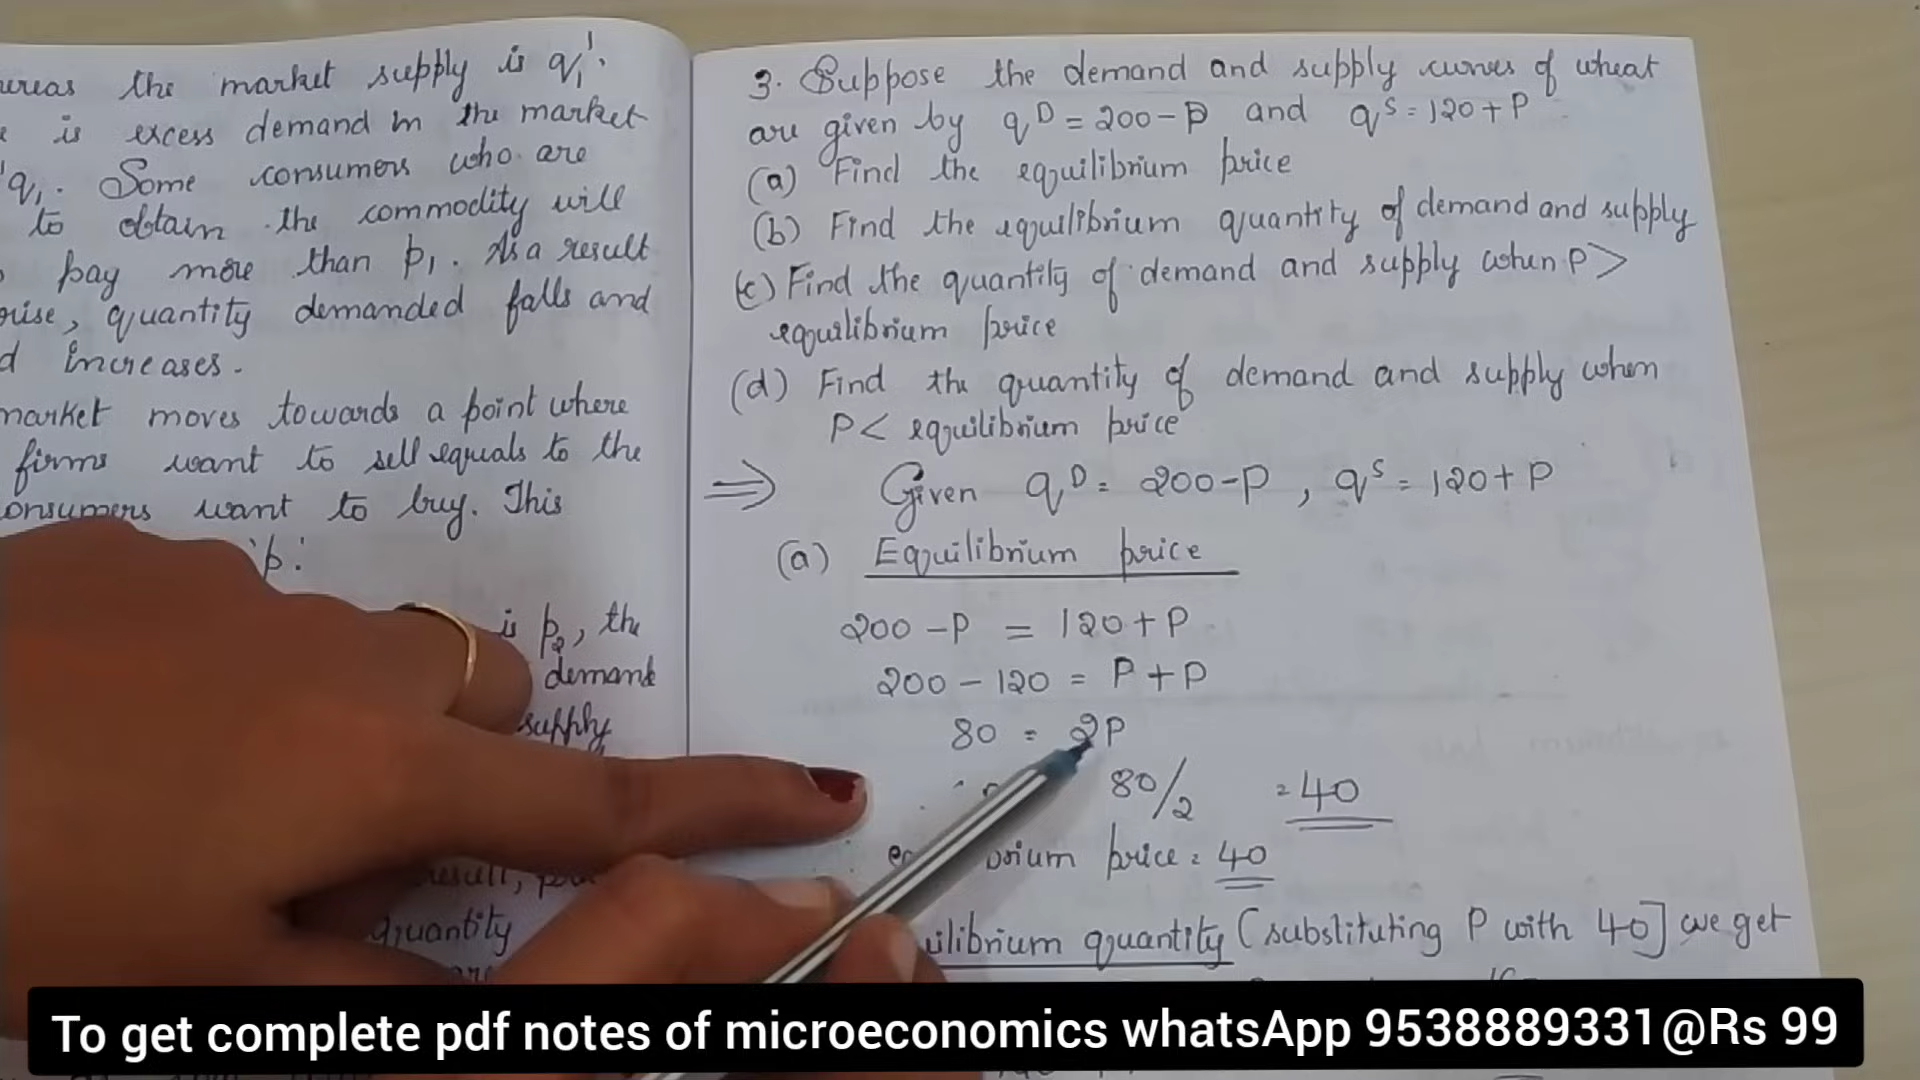 the market supply is q₁'.
is excess demand in the market
q₁. Some consumers who are
to obtain the commodity will
pay more than p₁. As a result
rise, quantity demanded falls and
increases.
market moves towards a point where
firms want to sell equals to the
consumers want to buy. This
'p'.
is p₂, the
demand
supply
result,
quantity
3. Suppose the demand and supply curves of wheat
are given by qᴰ = 200 - P and qˢ = 120 + P
(a) Find the equilibrium price
(b) Find the equilibrium quantity of demand and supply
(c) Find the quantity of demand and supply when P >
equilibrium price
(d) Find the quantity of demand and supply when
P < equilibrium price
⇒ Given qᴰ = 200 - P, qˢ = 120 + P
(a) Equilibrium price
200 - P = 120 + P
200 - 120 = P + P
80 = 2P
80/2 = 40
price = 40
quantity [substituting P with 40] we get
To get complete pdf notes of microeconomics whatsApp 9538889331@Rs 99